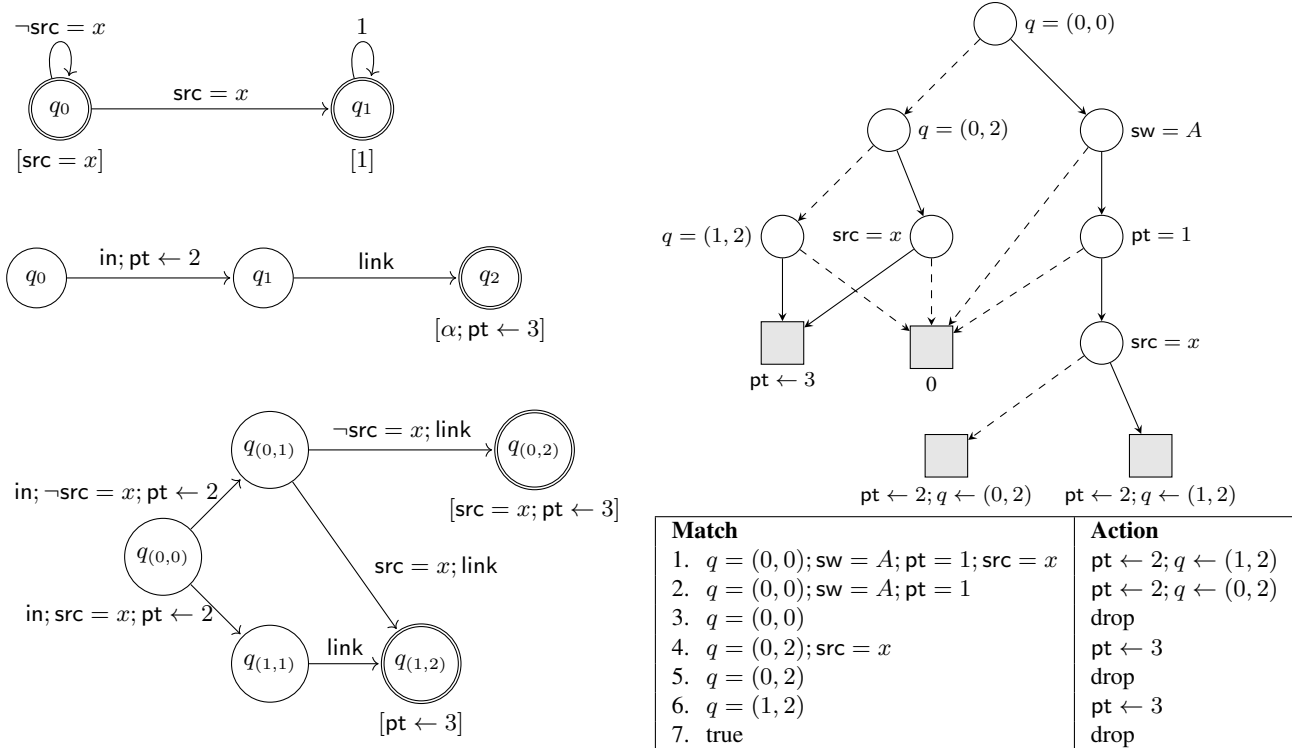 ¬src = x
1
src = x
q₀
q₁
[src = x]
[1]
in; pt ← 2
link
q₀
q₁
q₂
[α; pt ← 3]
q₍₀,₁₎
¬src = x; link
q₍₀,₂₎
in; ¬src = x; pt ← 2
[src = x; pt ← 3]
q₍₀,₀₎
src = x; link
in; src = x; pt ← 2
q₍₁,₁₎
link
q₍₁,₂₎
[pt ← 3]
q = (0, 0)
q = (0, 2)
sw = A
q = (1, 2)
src = x
pt = 1
src = x
pt ← 3
0
pt ← 2; q ← (0, 2)
pt ← 2; q ← (1, 2)
Match Action
1. q = (0, 0); sw = A; pt = 1; src = x pt ← 2; q ← (1, 2)
2. q = (0, 0); sw = A; pt = 1 pt ← 2; q ← (0, 2)
3. q = (0, 0) drop
4. q = (0, 2); src = x pt ← 3
5. q = (0, 2) drop
6. q = (1, 2) pt ← 3
7. true drop